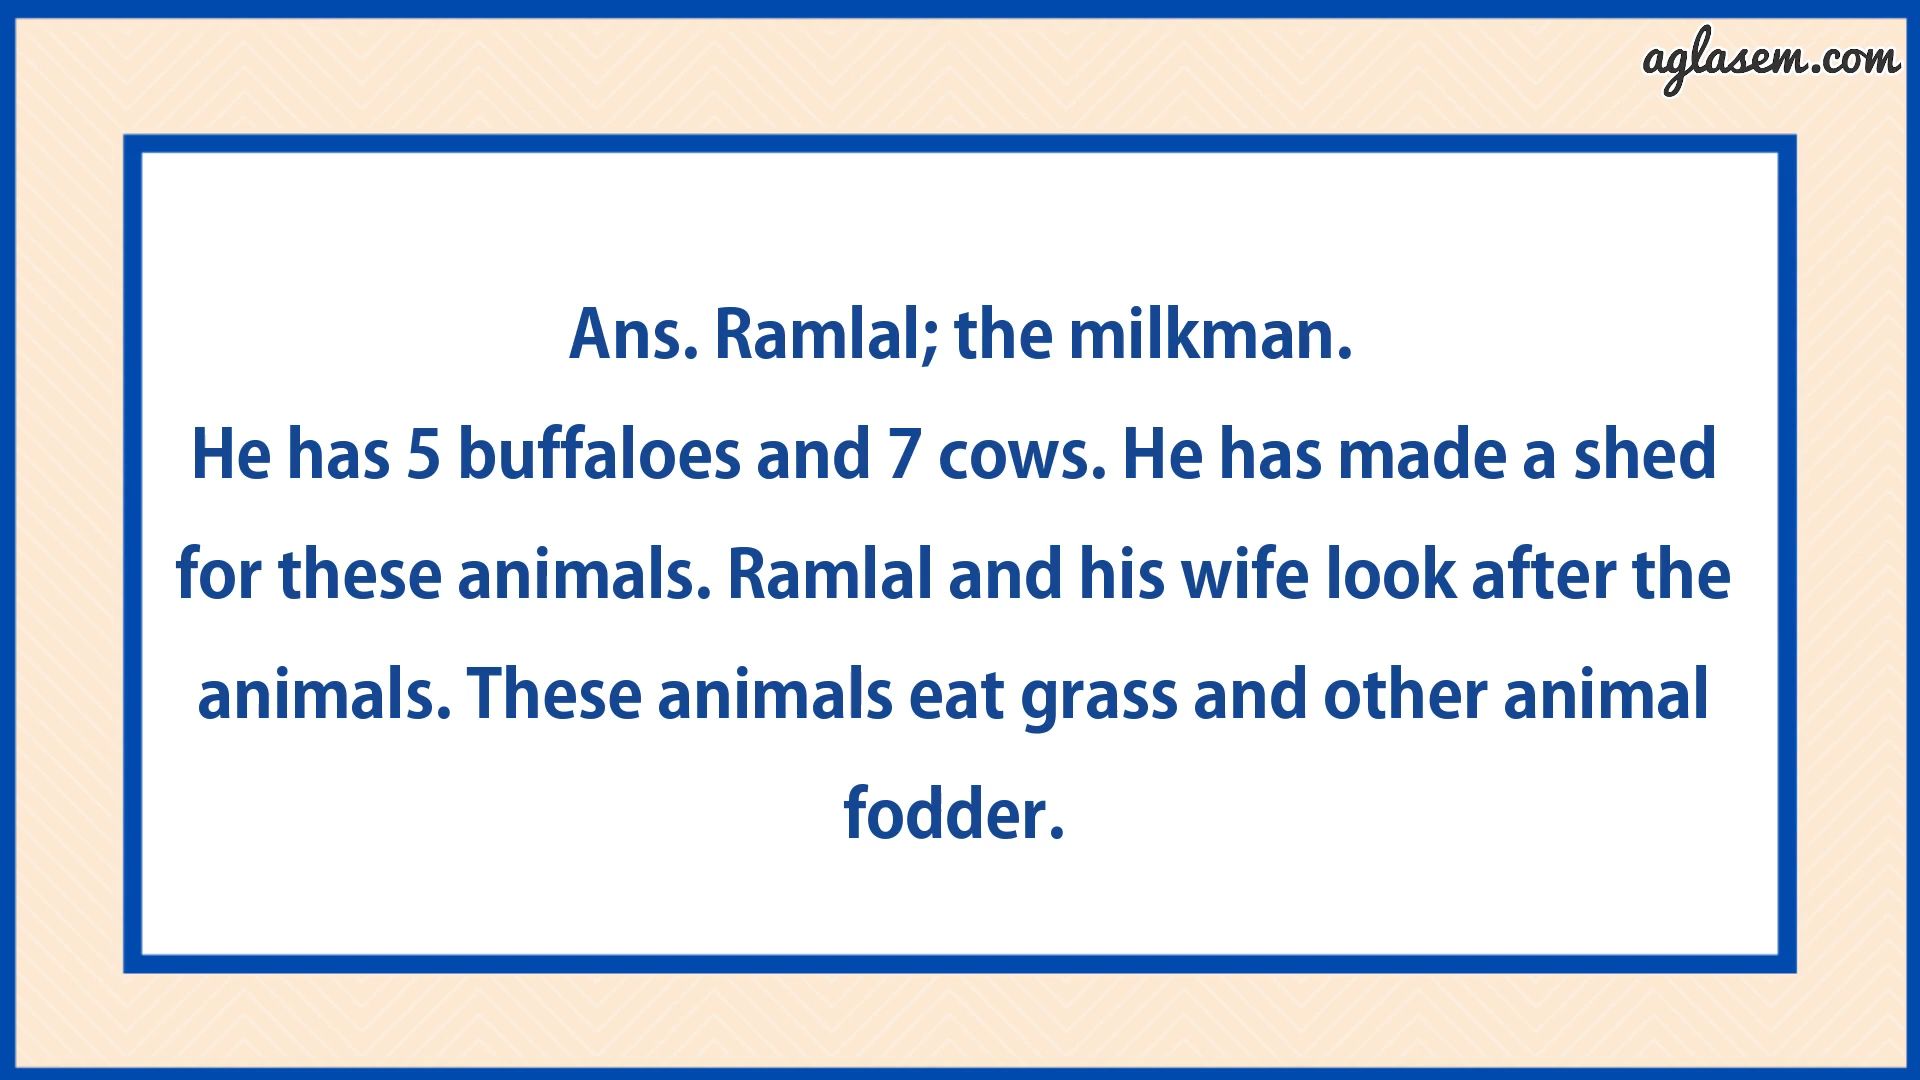 aglasem.com
Ans. Ramlal; the milkman.
He has 5 buffaloes and 7 cows. He has made a shed
for these animals. Ramlal and his wife look after the
animals. These animals eat grass and other animal
fodder.